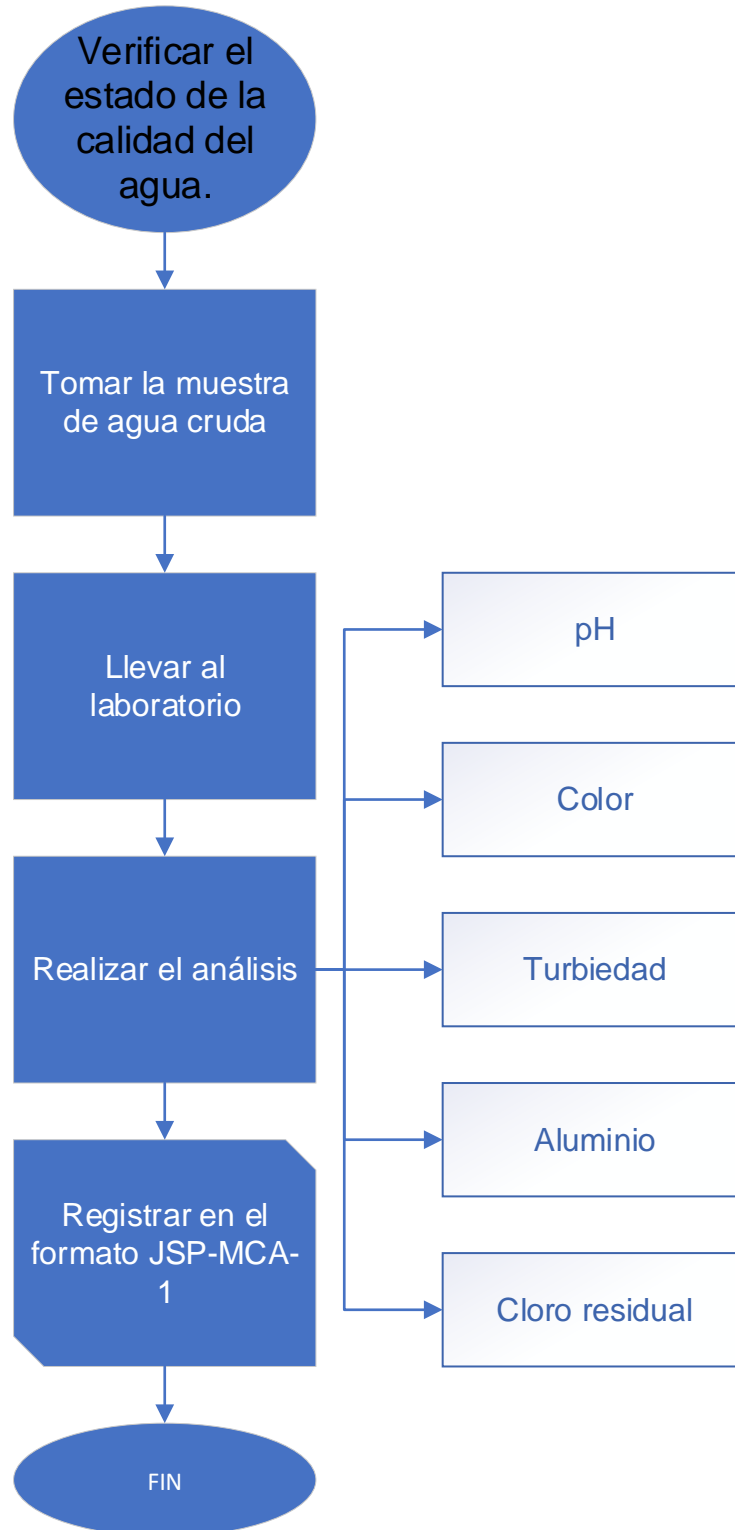 Verificar el
estado de la
calidad del
agua.
Tomar la muestra
de agua cruda
Llevar al
laboratorio
Realizar el análisis
Registrar en el
formato JSP-MCA-
1
FIN
pH
Color
Turbiedad
Aluminio
Cloro residual